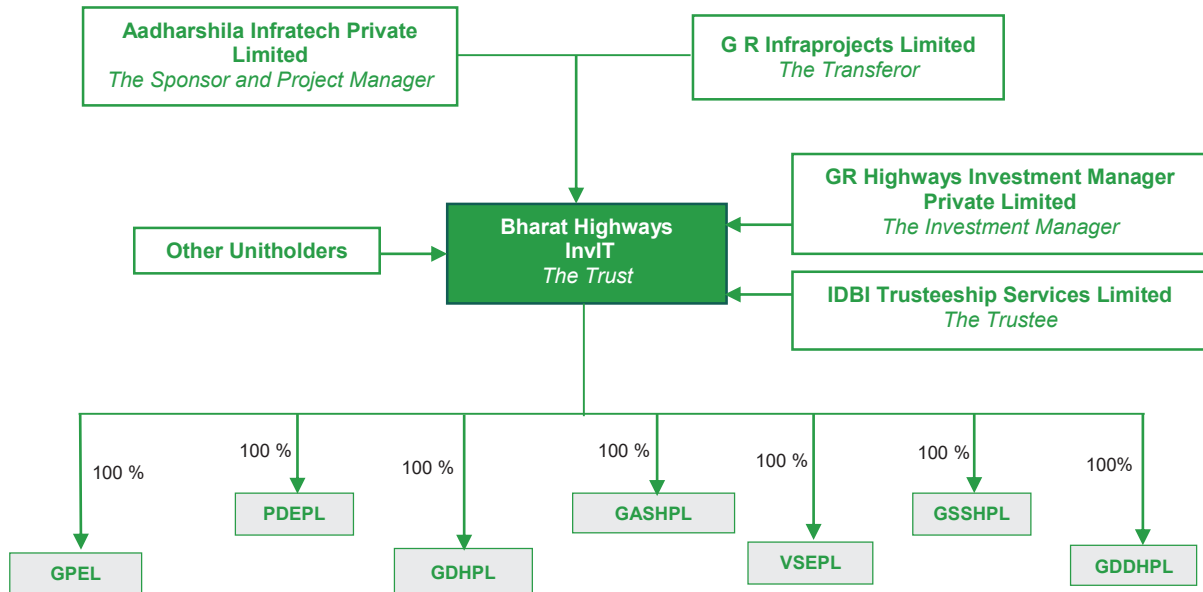 Aadharshila Infratech Private
Limited
The Sponsor and Project Manager
G R Infraprojects Limited
The Transferor
GR Highways Investment Manager
Private Limited
The Investment Manager
Other Unitholders
Bharat Highways
InvIT
The Trust
IDBI Trusteeship Services Limited
The Trustee
100 %
100 %
100 %
100 %
100 %
100 %
100%
PDEPL
GASHPL
GSSHPL
GPEL
GDHPL
VSEPL
GDDHPL